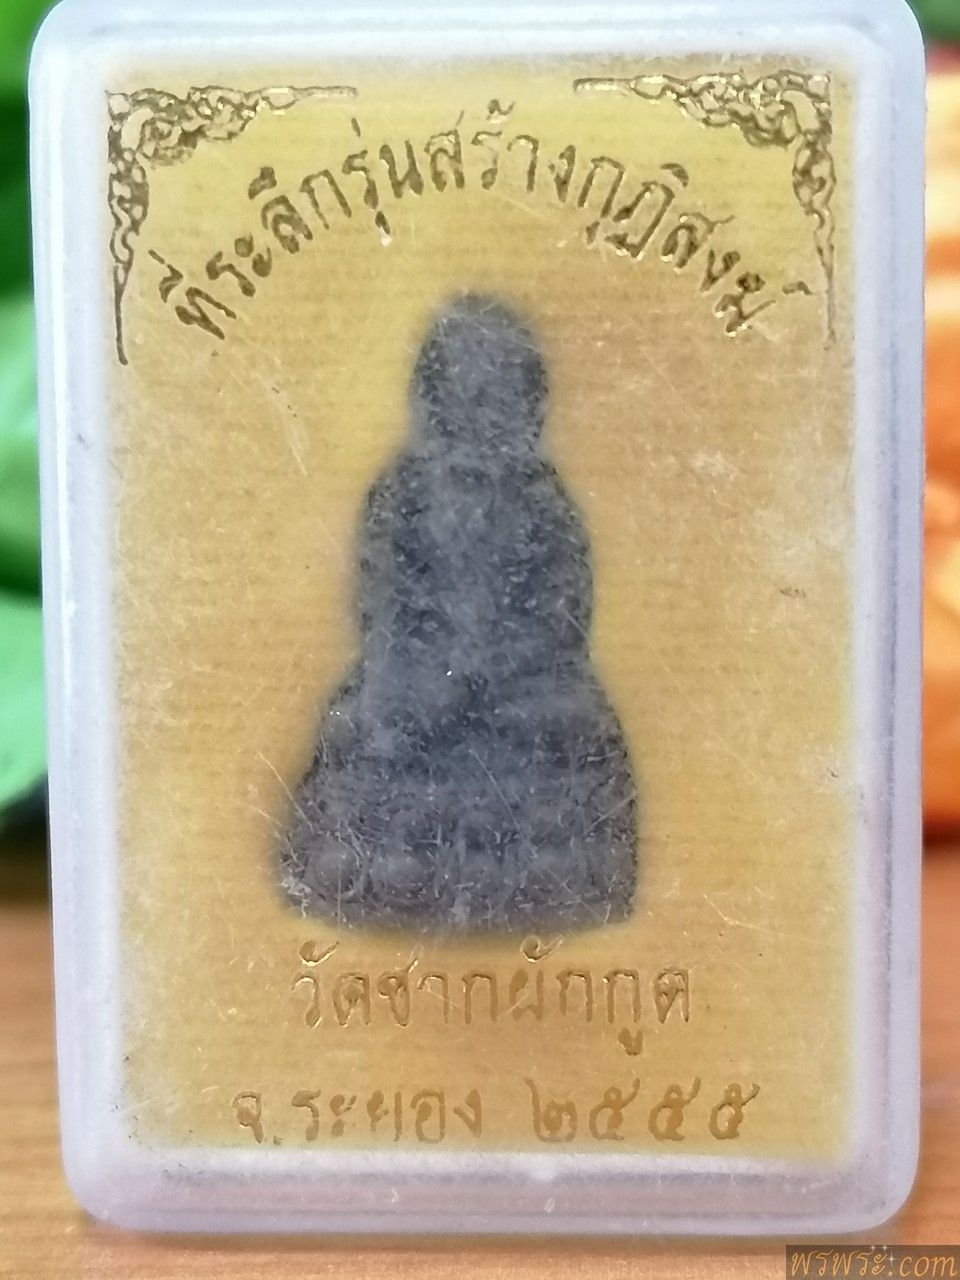 ที่ระลึกรุ่นสร้างกุฏิสงฆ์
วัดชากผักกูด
จ.ระยอง ๒๕๕๕
พรพระ.com